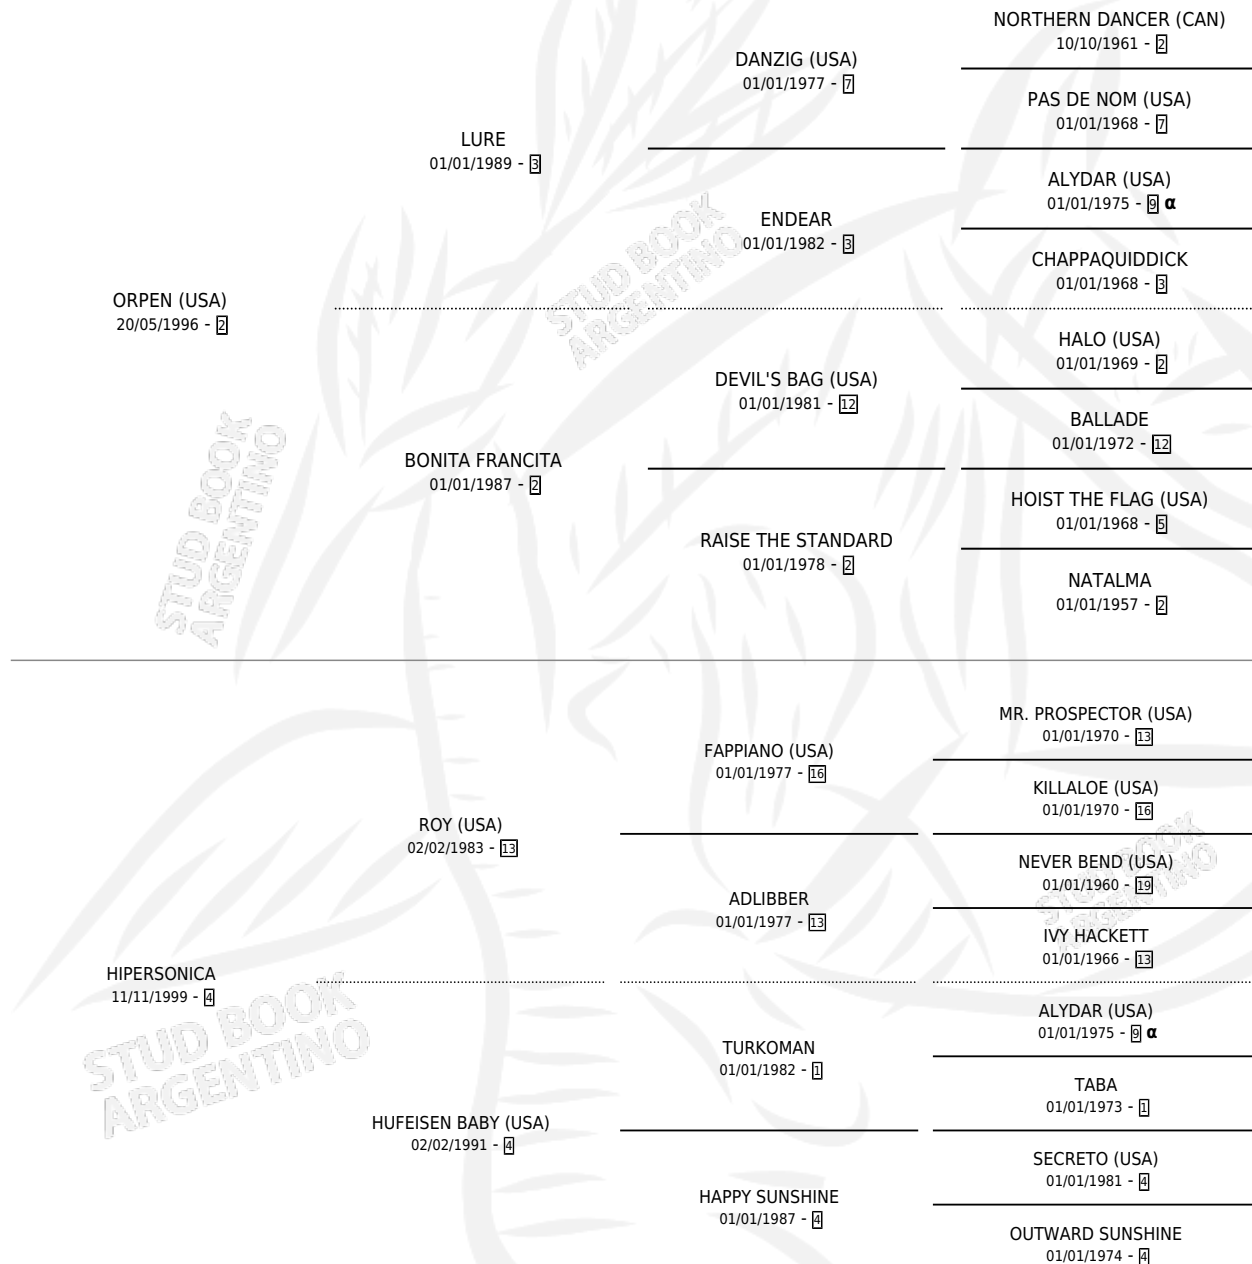 NORTHERN DANCER (CAN)
10/10/1961 - 2
DANZIG (USA)
01/01/1977 - 7
PAS DE NOM (USA)
01/01/1968 - 7
LURE
01/01/1989 - 3
ALYDAR (USA)
01/01/1975 - 9 α
ENDEAR
01/01/1982 - 3
CHAPPAQUIDDICK
01/01/1968 - 3
ORPEN (USA)
20/05/1996 - 2
HALO (USA)
01/01/1969 - 2
DEVIL'S BAG (USA)
01/01/1981 - 12
BALLADE
01/01/1972 - 12
BONITA FRANCITA
01/01/1987 - 2
HOIST THE FLAG (USA)
01/01/1968 - 5
RAISE THE STANDARD
01/01/1978 - 2
NATALMA
01/01/1957 - 2
MR. PROSPECTOR (USA)
01/01/1970 - 13
FAPPIANO (USA)
01/01/1977 - 16
KILLALOE (USA)
01/01/1970 - 16
ROY (USA)
02/02/1983 - 13
NEVER BEND (USA)
01/01/1960 - 19
ADLIBBER
01/01/1977 - 13
IVY HACKETT
01/01/1966 - 13
HIPERSONICA
11/11/1999 - 4
ALYDAR (USA)
01/01/1975 - 9 α
TURKOMAN
01/01/1982 - 1
TABA
01/01/1973 - 1
HUFEISEN BABY (USA)
02/02/1991 - 4
SECRETO (USA)
01/01/1981 - 4
HAPPY SUNSHINE
01/01/1987 - 4
OUTWARD SUNSHINE
01/01/1974 - 4
STUD BOOK
ARGENTINO
STUD BOOK
ARGENTINO
STUD BOOK
ARGENTINO
STUD BOOK
ARGENTINO